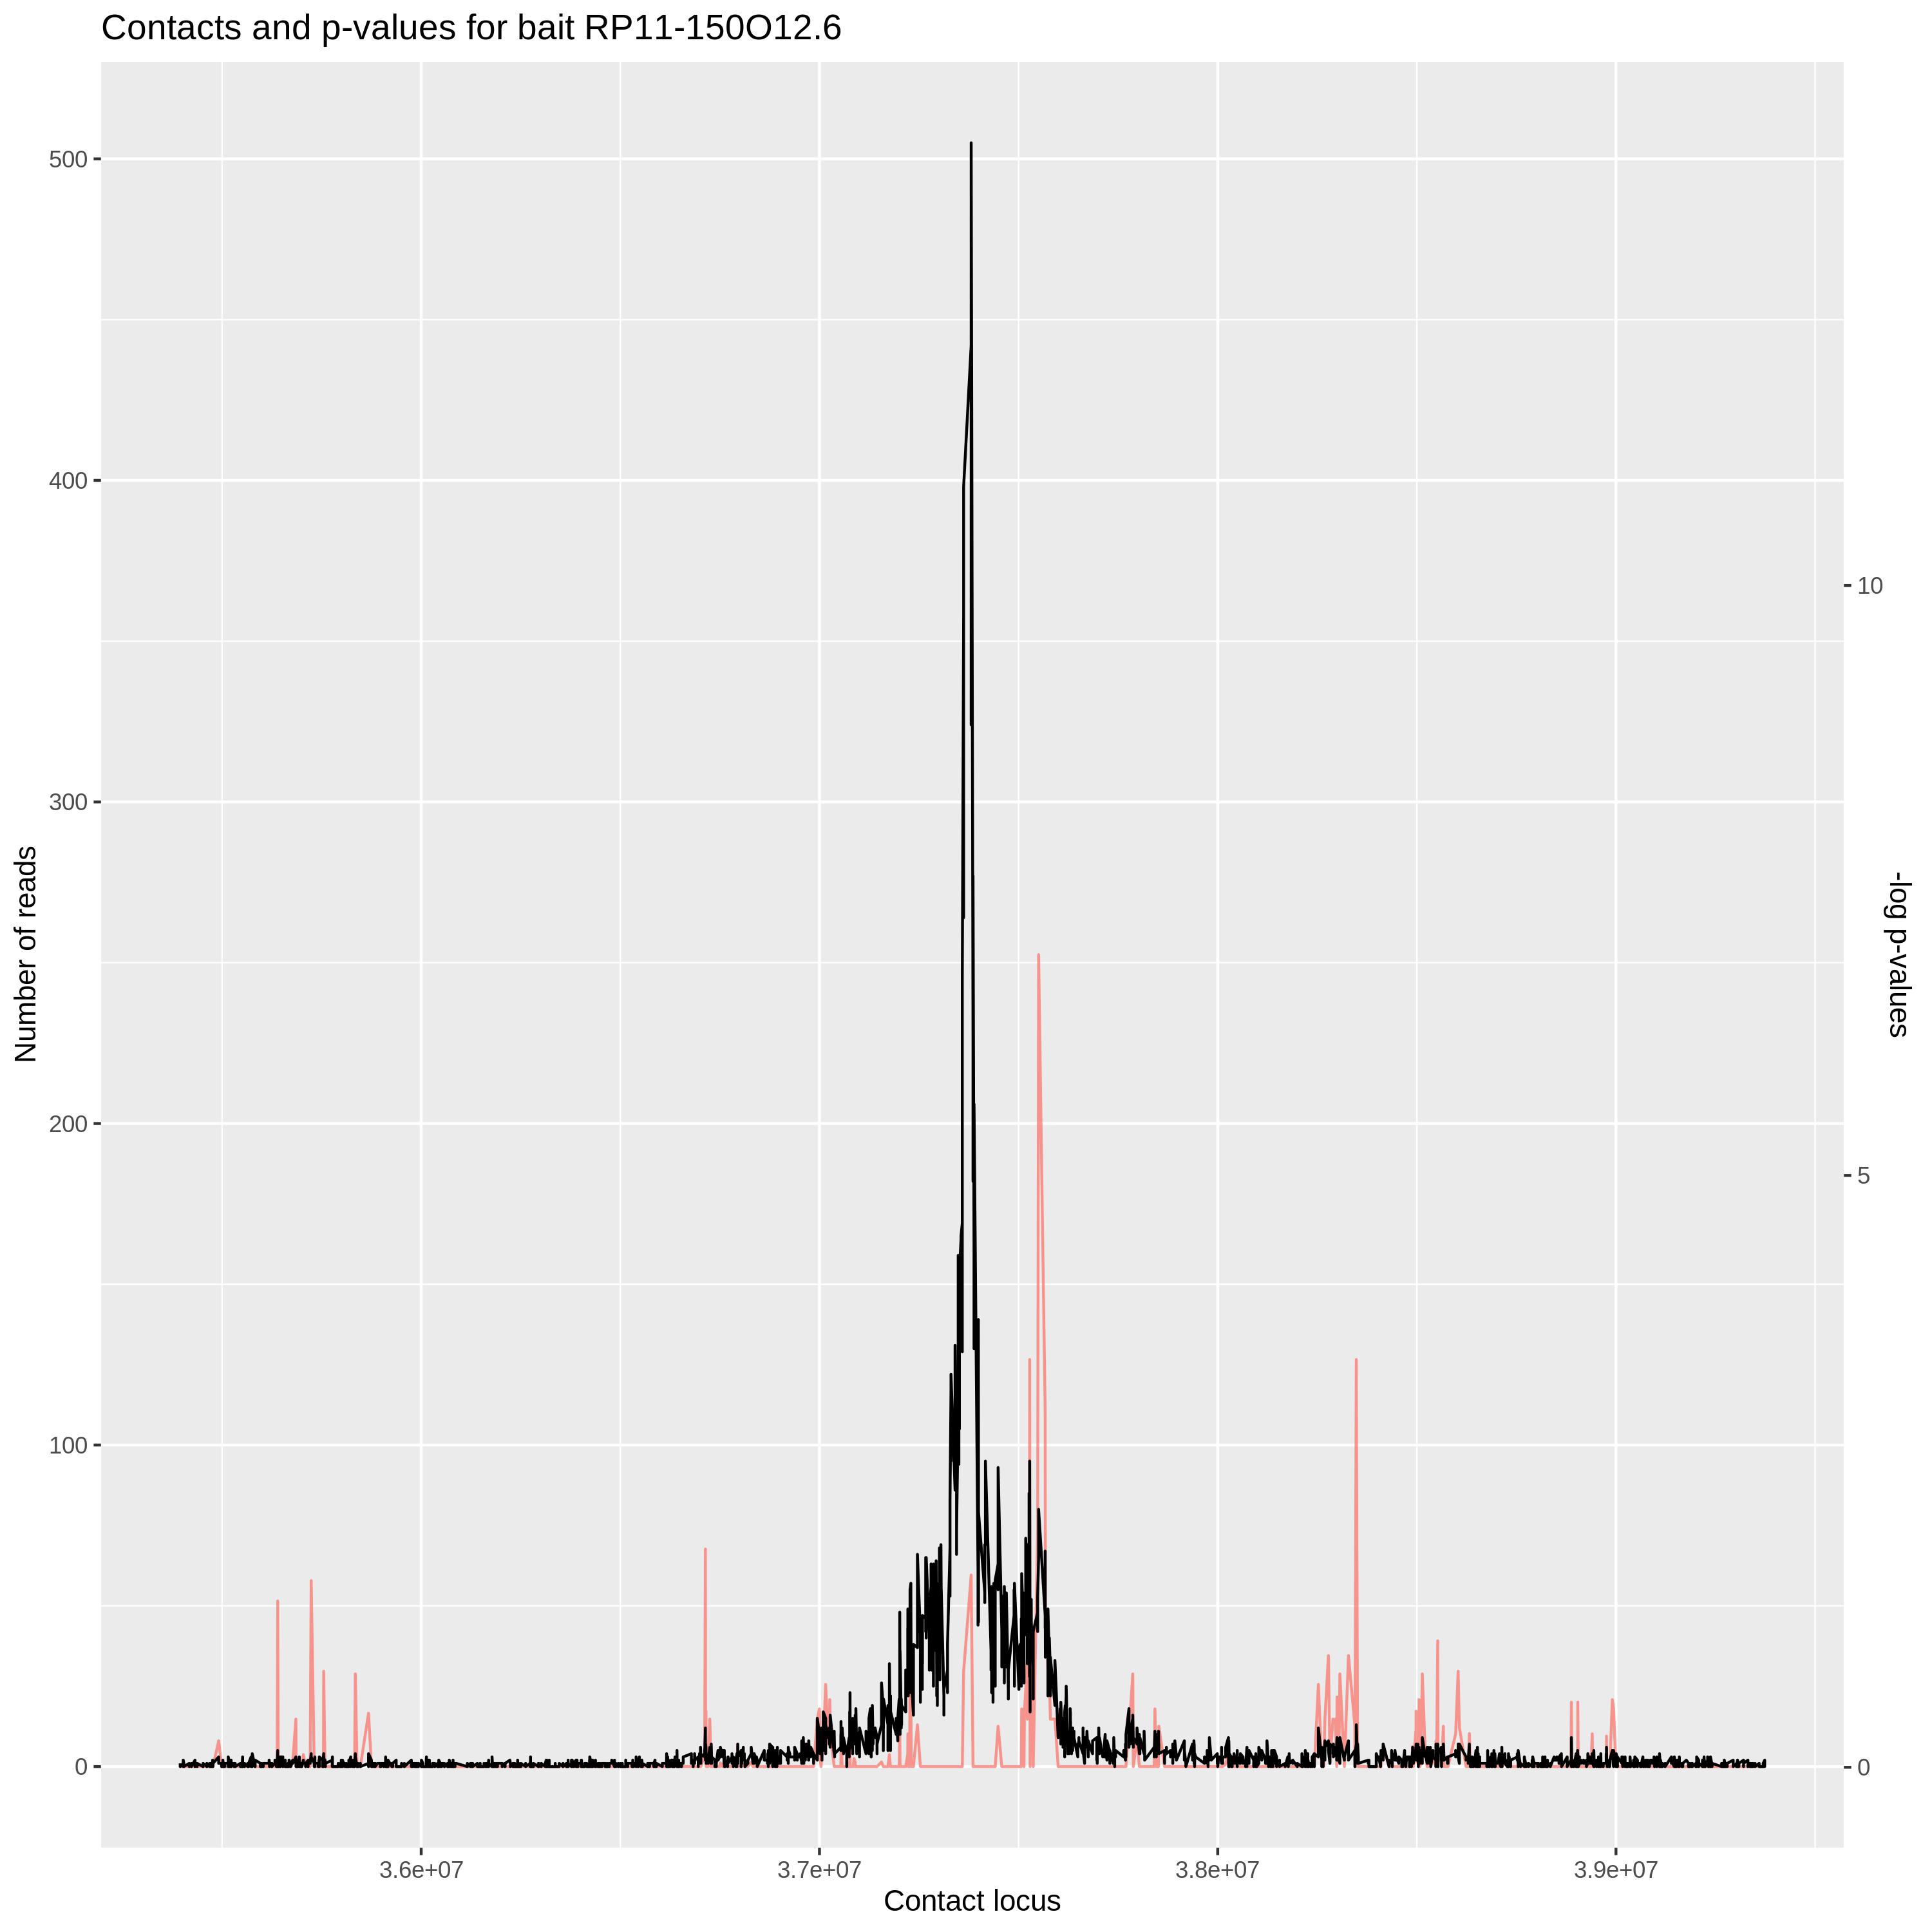 Contacts and p-values for bait RP11-150O12.6
500
400
300
200
100
0
Number of reads
10
5
0
-log p-values
3.6e+07
3.7e+07
3.8e+07
3.9e+07
Contact locus